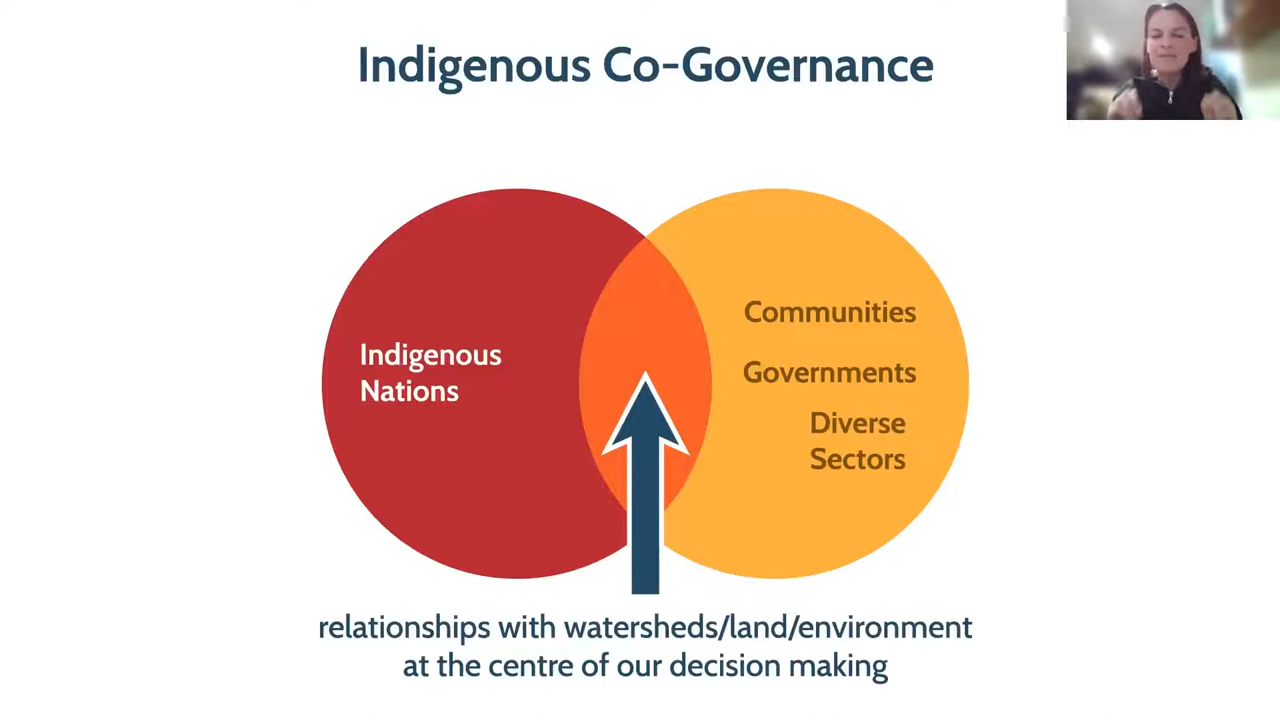 Indigenous Co-Governance
Indigenous
Nations
Communities
Governments
Diverse
Sectors
relationships with watersheds/land/environment
at the centre of our decision making